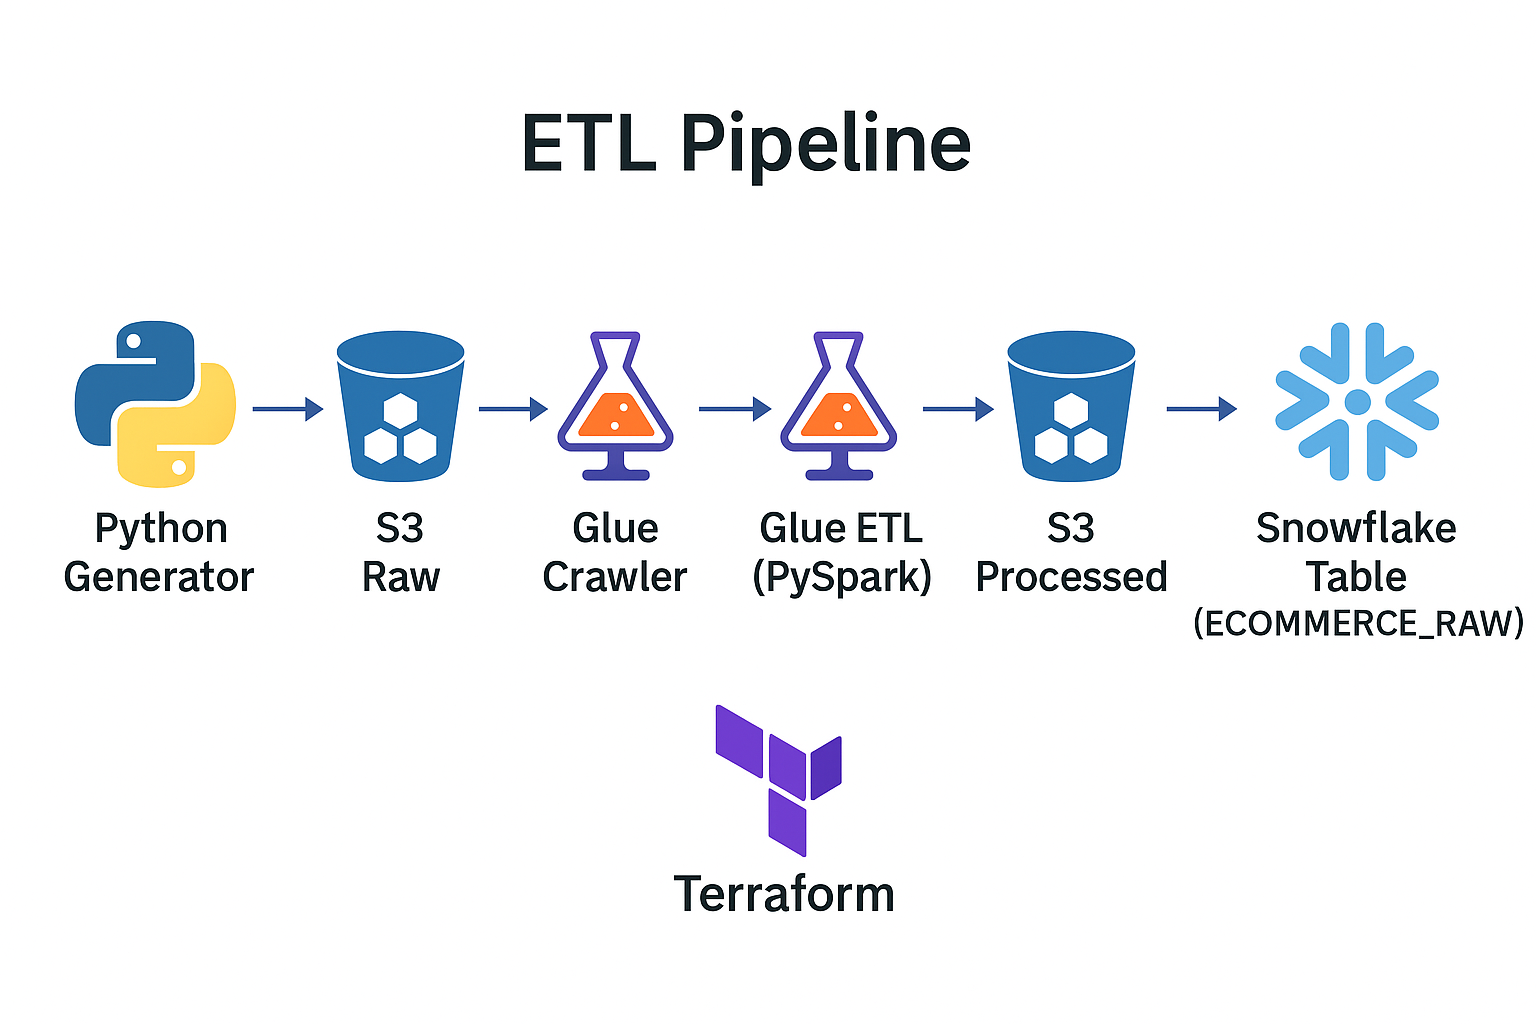 ETL Pipeline
Python
Generator
S3
Raw
Glue
Crawler
Glue ETL
(PySpark)
S3
Processed
Snowflake
Table
(ECOMMERCE_RAW)
Terraform